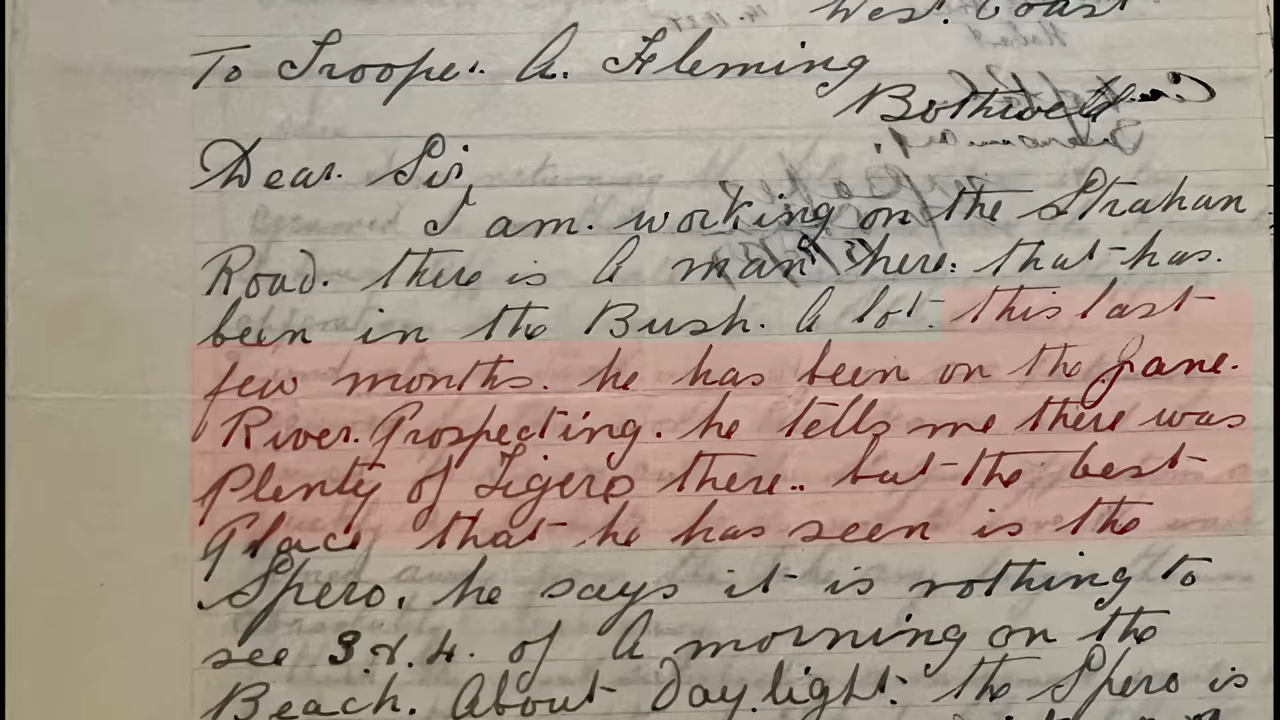 West. Coast
To Trooper. A. Fleming
Bothwell.
Dear. Sir,
I am. working on the Strahan
Road. there is A man here. that has.
been in the Bush. A lot. this last
few months. he has been on the Jane.
River. Prospecting. he tells me there was
Plenty of Tigers there.. but the best
Place that he has seen is the
Spero. he says it is nothing to
see 3.&.4. of A morning on the
Beach. About Day.light. the Spero is